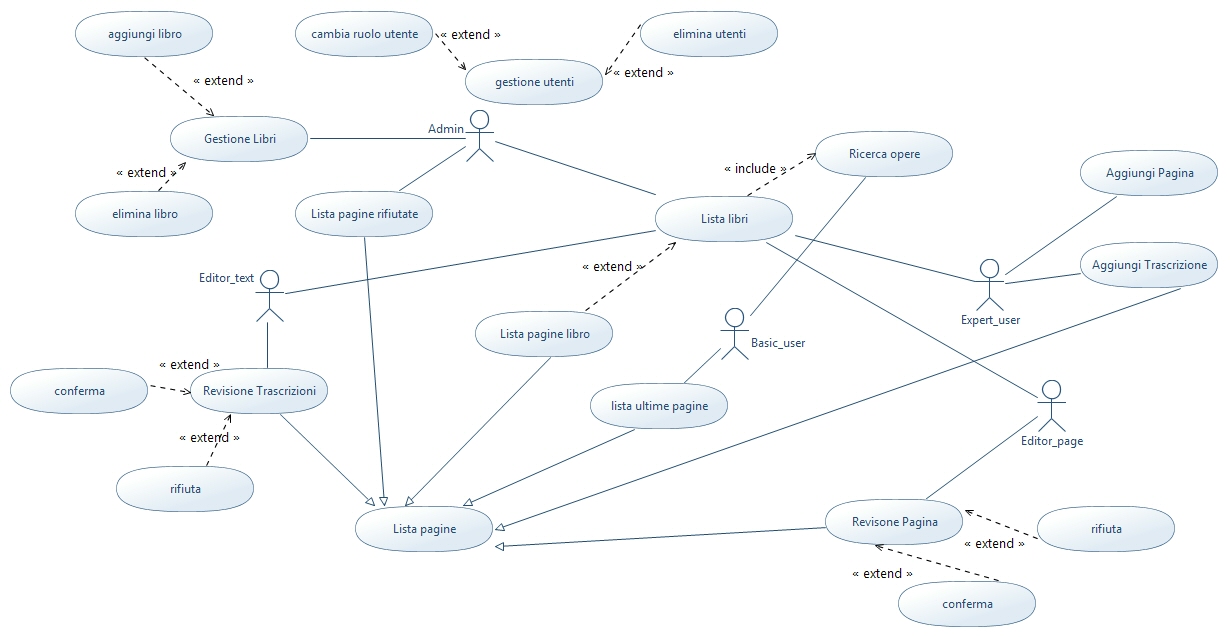 aggiungi libro
cambia ruolo utente
« extend »
elimina utenti
« extend »
« extend »
gestione utenti
Admin
Gestione Libri
« extend »
« include »
Ricerca opere
Aggiungi Pagina
elimina libro
Lista pagine rifiutate
Lista libri
Editor_text
« extend »
Aggiungi Trascrizione
Expert_user
Lista pagine libro
Basic_user
« extend »
conferma
Revisione Trascrizioni
lista ultime pagine
« extend »
Editor_page
rifiuta
Lista pagine
Revisone Pagina
rifiuta
« extend »
« extend »
conferma